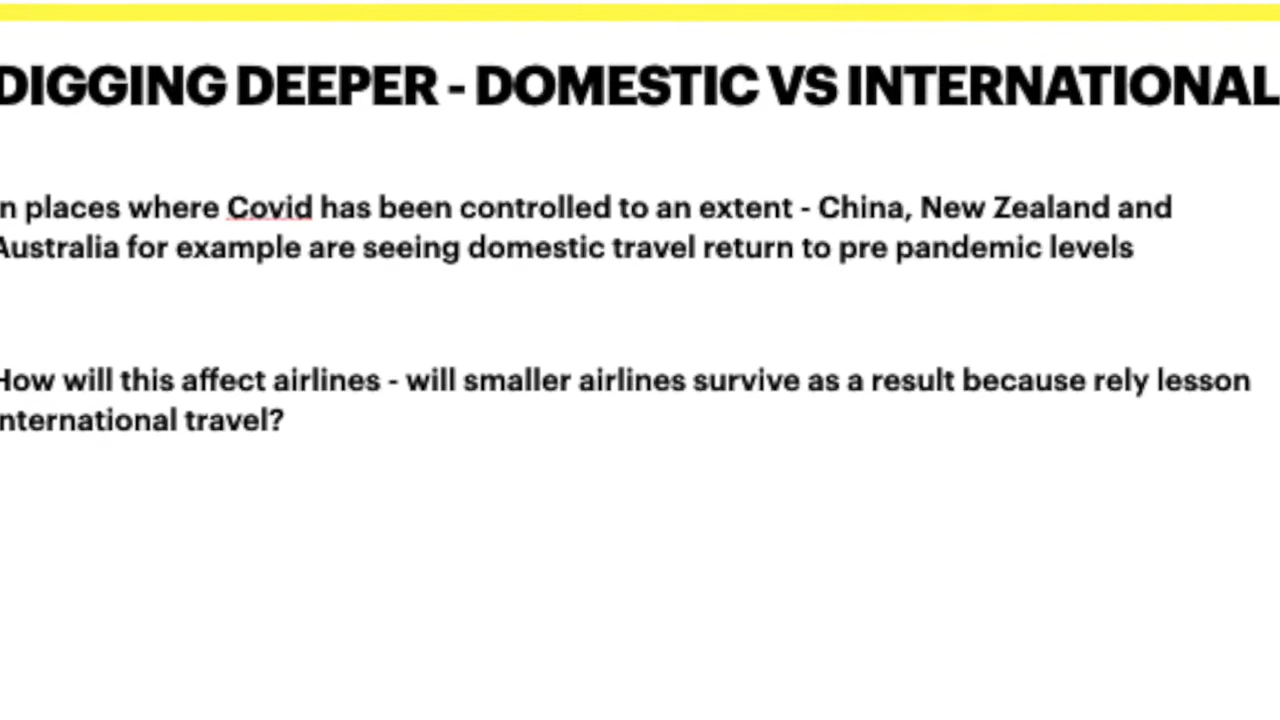 DIGGING DEEPER - DOMESTIC VS INTERNATIONAL
n places where Covid has been controlled to an extent - China, New Zealand and
Australia for example are seeing domestic travel return to pre pandemic levels
How will this affect airlines - will smaller airlines survive as a result because rely lesson
nternational travel?